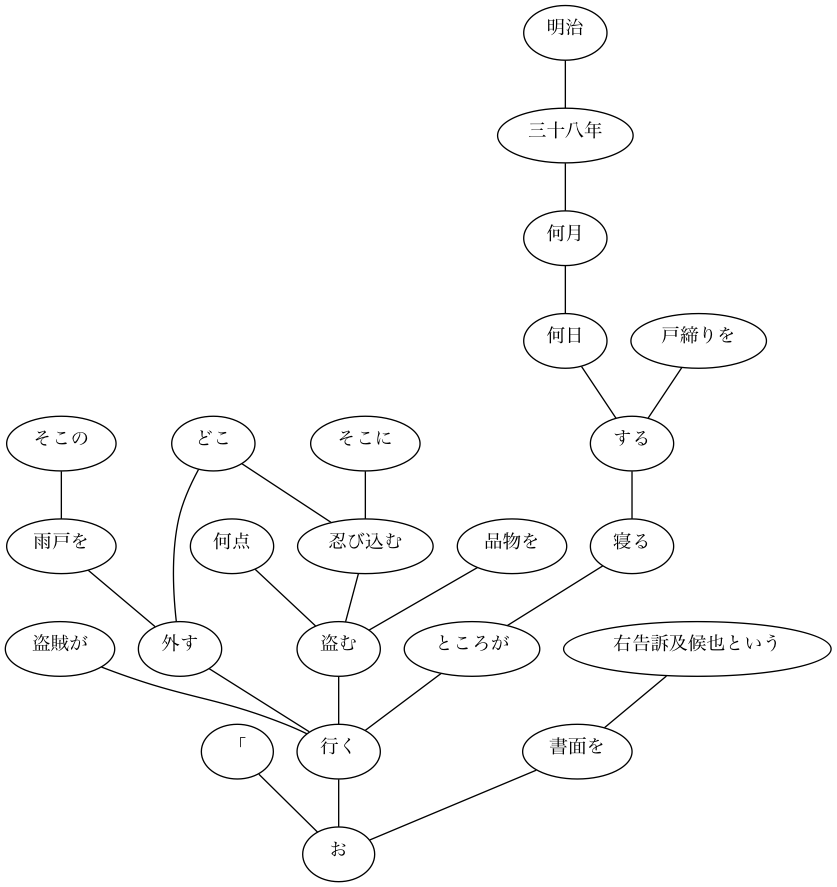 明治
三十八年
何月
何日
戸締りを
そこの
どこ
そこに
する
雨戸を
何点
忍び込む
品物を
寝る
盗賊が
外す
盗む
ところが
右告訴及候也という
「
行く
書面を
お